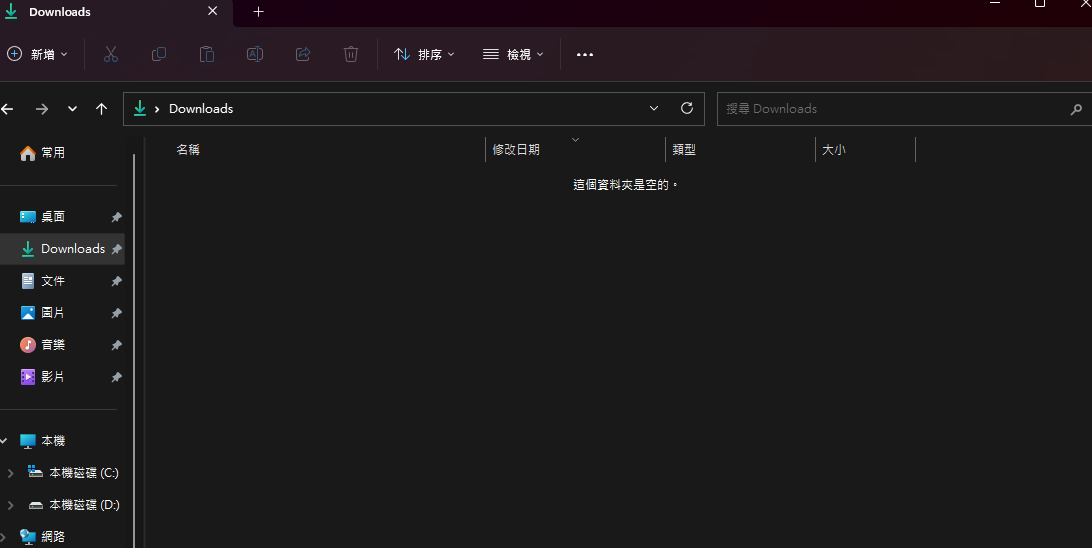 Downloads
新增
排序
檢視
Downloads
搜尋 Downloads
常用
名稱
修改日期
類型
大小
這個資料夾是空的。
桌面
Downloads
文件
圖片
音樂
影片
本機
本機磁碟 (C:)
本機磁碟 (D:)
網路